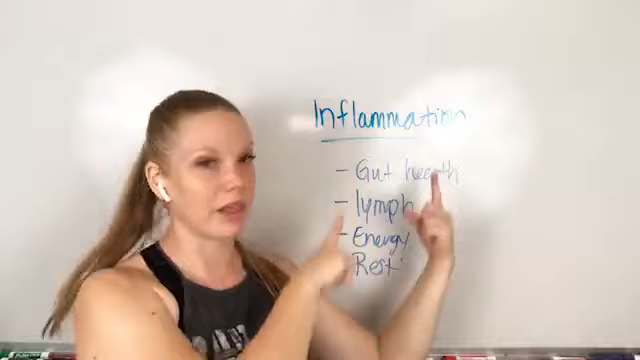 Inflammation
- Gut health
- lymph
- Energy
Rest